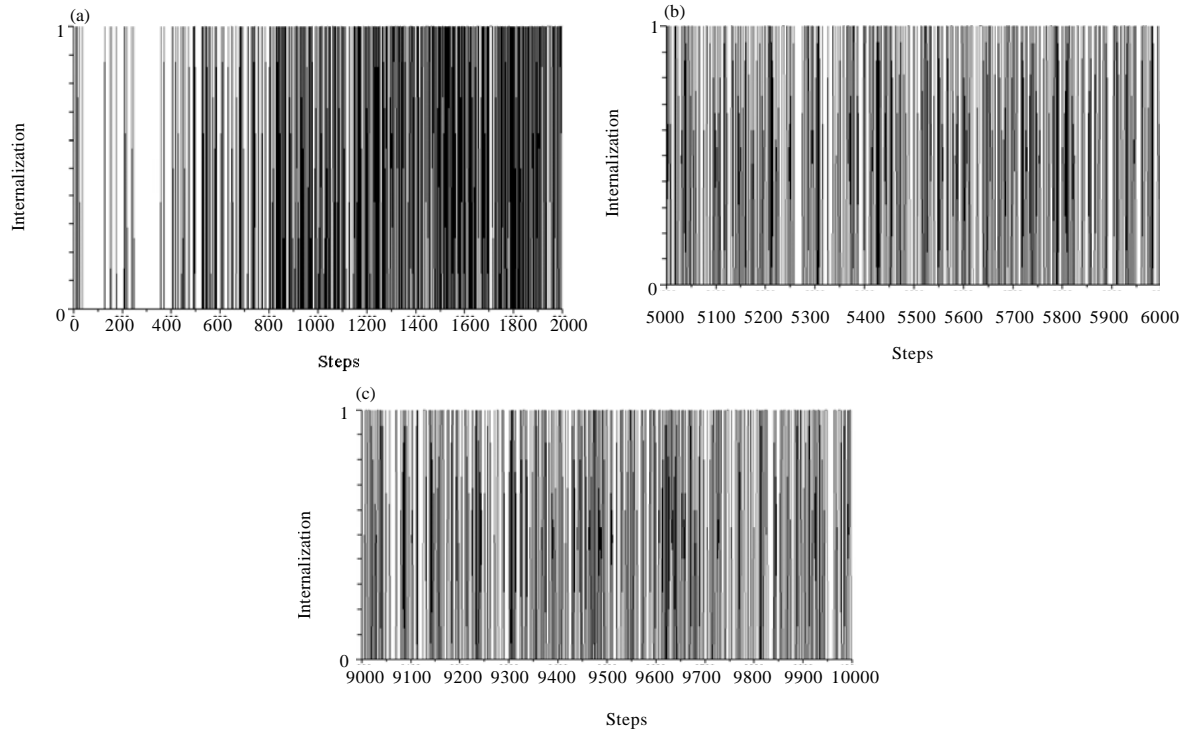 (a)
1
Internalization
0
0 200 400 600 800 1000 1200 1400 1600 1800 2000
Steps
(b)
1
Internalization
0
5000 5100 5200 5300 5400 5500 5600 5700 5800 5900 6000
Steps
(c)
1
Internalization
0
9000 9100 9200 9300 9400 9500 9600 9700 9800 9900 10000
Steps